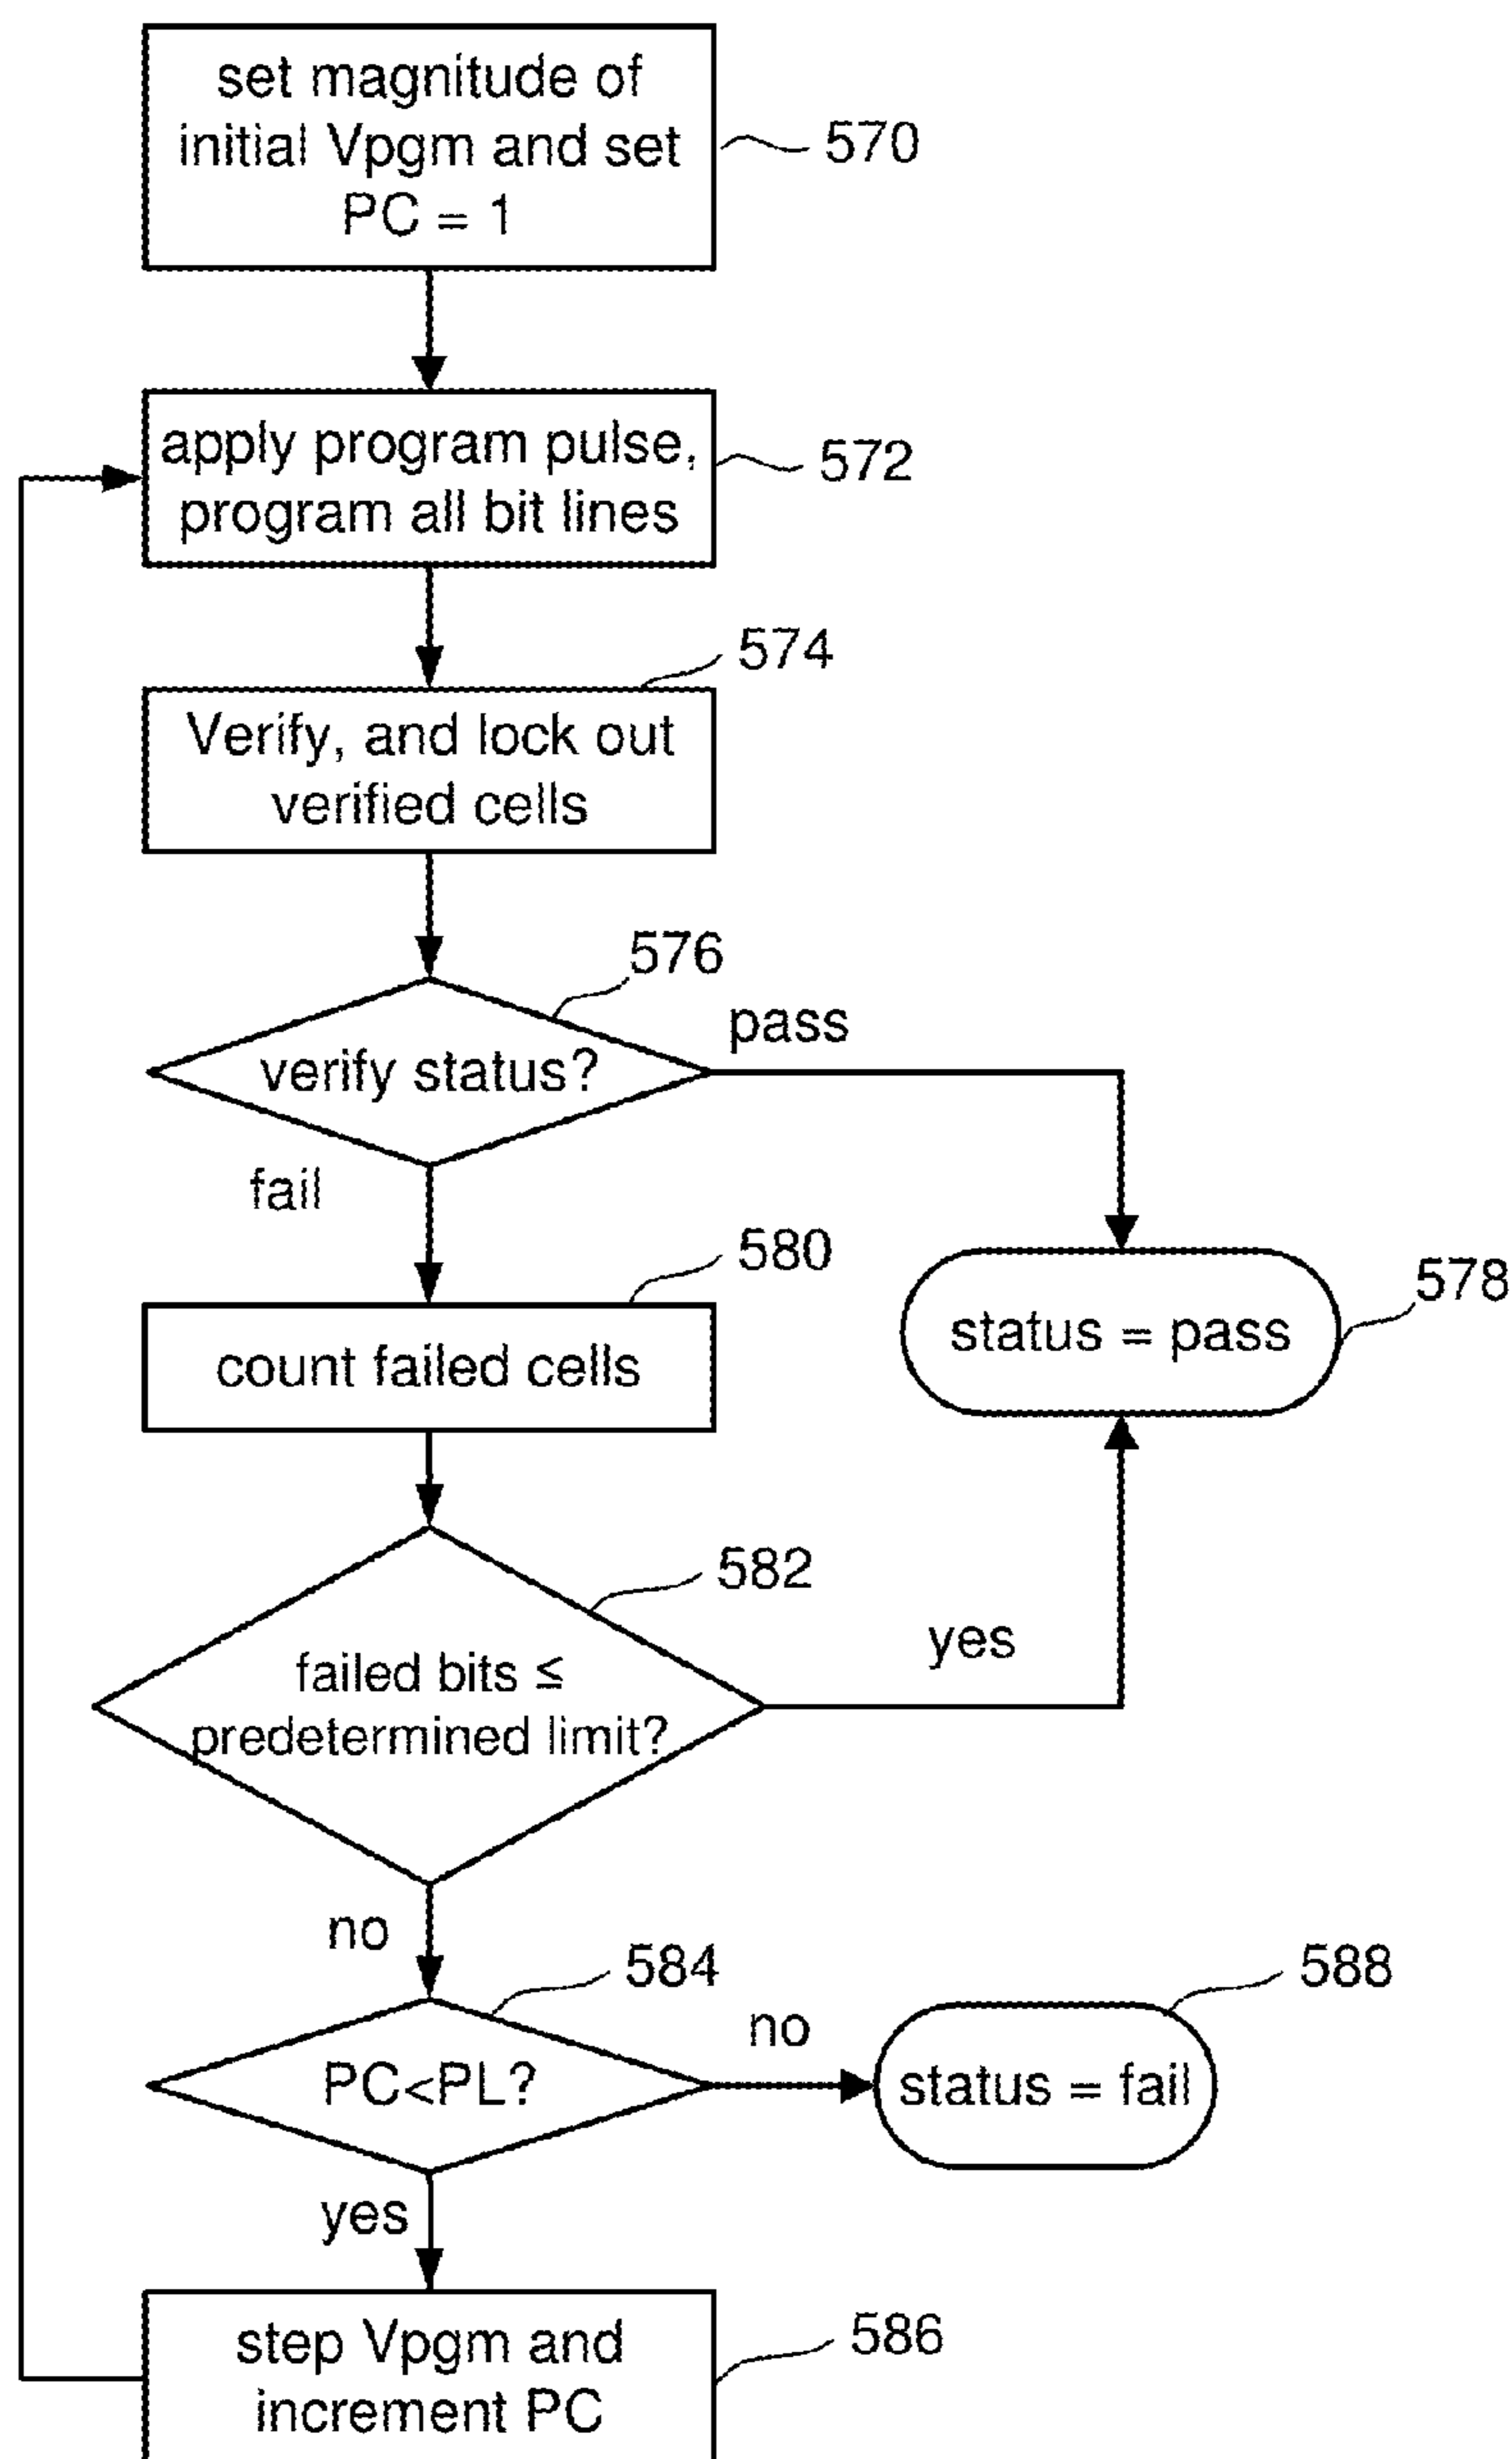 set magnitude of
initial Vpgm and set
PC = 1
570
apply program pulse,
program all bit lines
572
574
Verify, and lock out
verified cells
576
verify status?
pass
fail
580
count failed cells
status = pass
578
582
failed bits ≤
predetermined limit?
yes
no
584
PC<PL?
no
588
status = fail
yes
step Vpgm and
increment PC
586